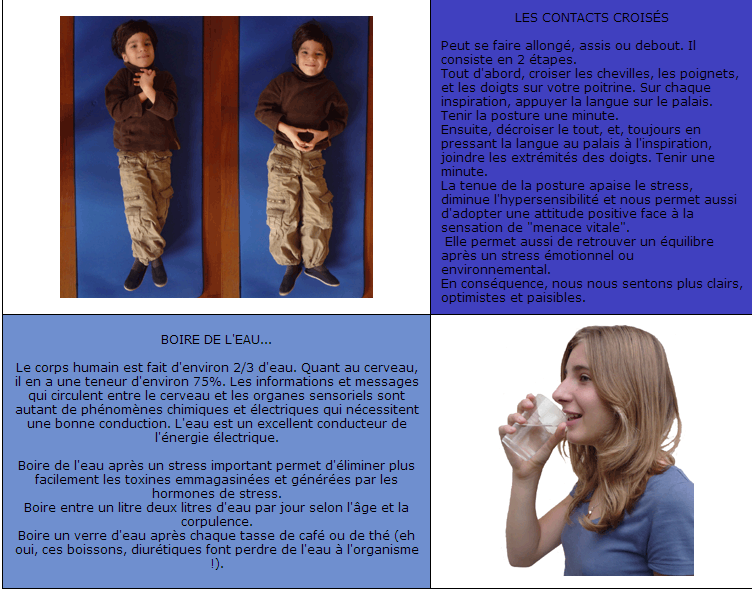 LES CONTACTS CROISÉS
Peut se faire allongé, assis ou debout. Il
consiste en 2 étapes.
Tout d'abord, croiser les chevilles, les poignets,
et les doigts sur votre poitrine. Sur chaque
inspiration, appuyer la langue sur le palais.
Tenir la posture une minute.
Ensuite, décroiser le tout, et, toujours en
pressant la langue au palais à l'inspiration,
joindre les extrémités des doigts. Tenir une
minute.
La tenue de la posture apaise le stress,
diminue l'hypersensibilité et nous permet aussi
d'adopter une attitude positive face à la
sensation de "menace vitale".
Elle permet aussi de retrouver un équilibre
après un stress émotionnel ou
environnemental.
En conséquence, nous nous sentons plus clairs,
optimistes et paisibles.
BOIRE DE L'EAU...
Le corps humain est fait d'environ 2/3 d'eau. Quant au cerveau,
il en a une teneur d'environ 75%. Les informations et messages
qui circulent entre le cerveau et les organes sensoriels sont
autant de phénomènes chimiques et électriques qui nécessitent
une bonne conduction. L'eau est un excellent conducteur de
l'énergie électrique.
Boire de l'eau après un stress important permet d'éliminer plus
facilement les toxines emmagasinées et générées par les
hormones de stress.
Boire entre un litre deux litres d'eau par jour selon l'âge et la
corpulence.
Boire un verre d'eau après chaque tasse de café ou de thé (eh
oui, ces boissons, diurétiques font perdre de l'eau à l'organisme
!).